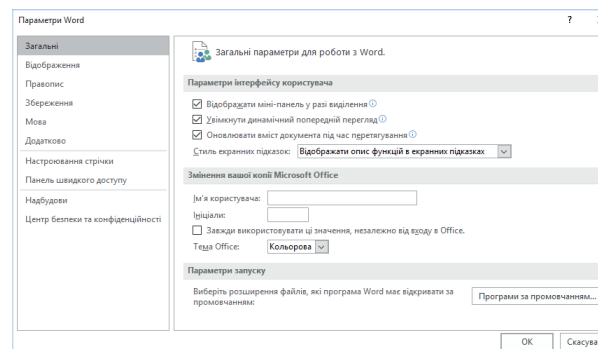 Параметри Word
?
Загальні
Відображення
Правопис
Збереження
Мова
Додатково
Настроювання стрічки
Панель швидкого доступу
Надбудови
Центр безпеки та конфіденційності
Загальні параметри для роботи з Word.
Параметри інтерфейсу користувача
Відображати міні-панель у разі виділення
Увімкнути динамічний попередній перегляд
Оновлювати вміст документа під час перетягування
Стиль екранних підказок: Відображати опис функцій в екранних підказках
Змінення вашої копії Microsoft Office
Ім'я користувача:
Ініціали:
Завжди використовувати ці значення, незалежно від входу в Office.
Тема Office: Кольорова
Параметри запуску
Виберіть розширення файлів, які програма Word має відкривати за
промовчанням:
Програми за промовчанням...
ОК
Скасува